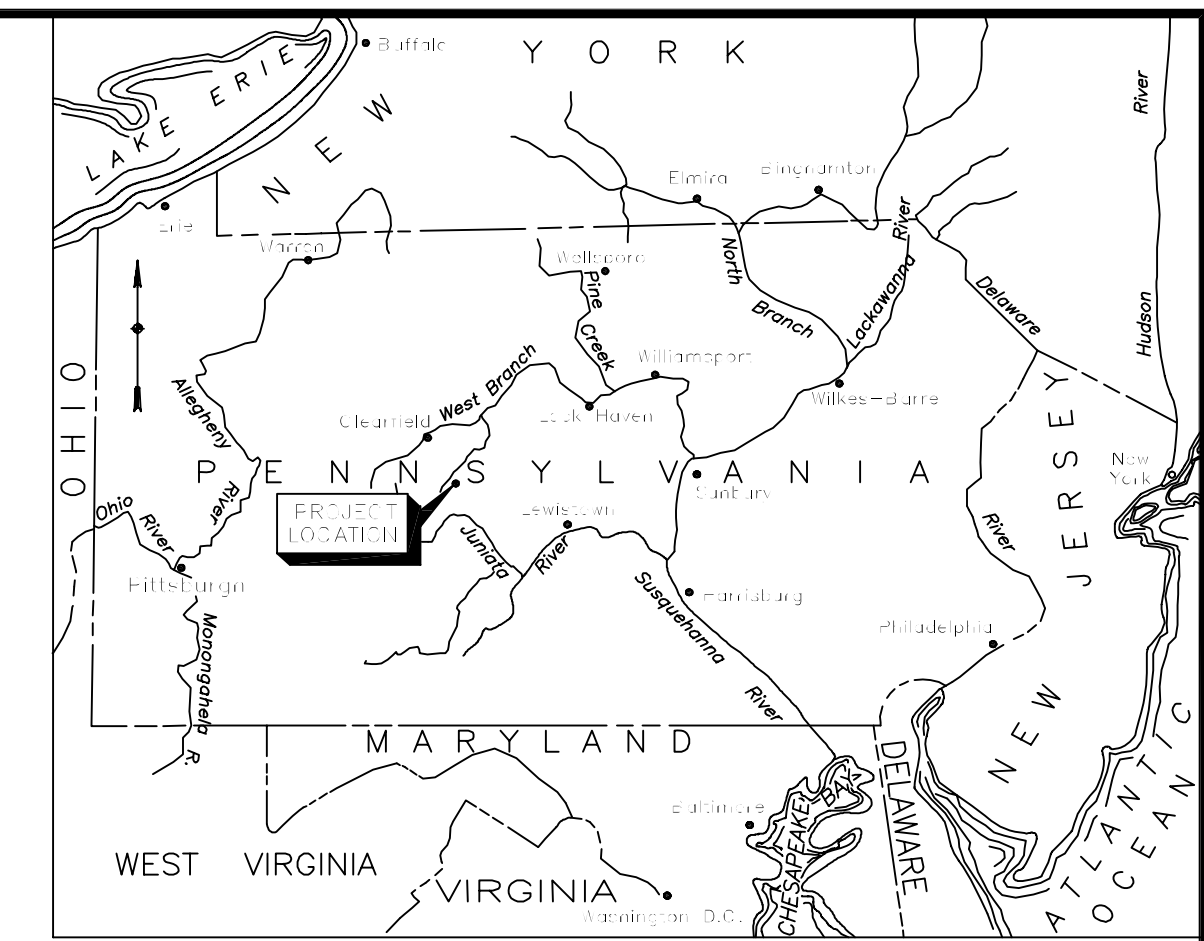 Buffalo
YORK
NEW
LAKE ERIE
River
Hudson
Elmira
Binghamton
Erie
Warren
Wellsboro
Pine
Creek
North
Branch
River
Lackawanna
Delaware
Williamsport
OHIO
Allegheny
River
West Branch
Clearfield
Lock Haven
Wilkes-Barre
PENNSYLVANIA
Sunbury
New
York
JERSEY
NEW
PROJECT
LOCATION
Ohio
River
Lewistown
Juniata
River
River
Pittsburgh
Harrisburg
Susquehanna
River
Philadelphia
Monongahela
R.
MARYLAND
DELAWARE
Baltimore
CHESAPEAKE
BAY
ATLANTIC
OCEAN
WEST VIRGINIA
VIRGINIA
Washington D.C.